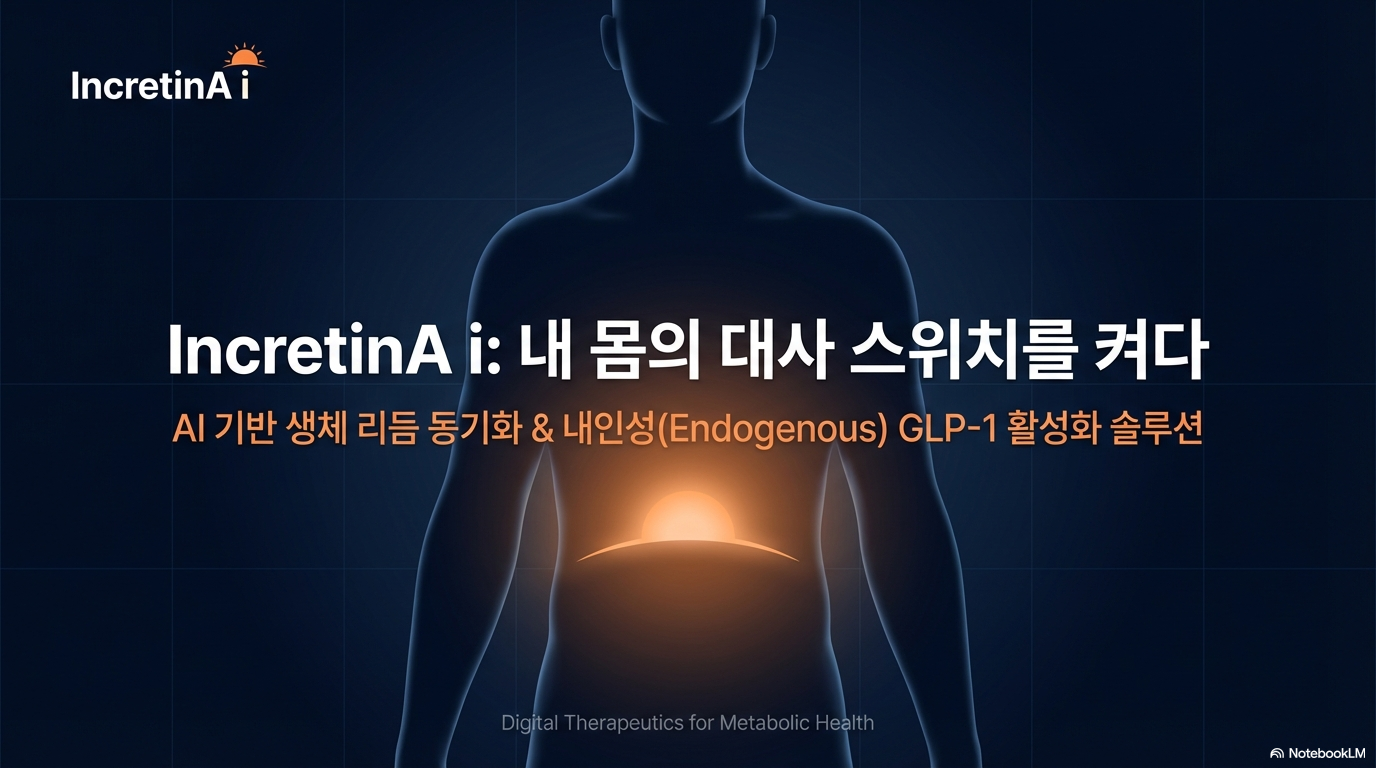 IncretinA i
IncretinA i: 내 몸의 대사 스위치를 켜다
AI 기반 생체 리듬 동기화 & 내인성(Endogenous) GLP-1 활성화 솔루션
Digital Therapeutics for Metabolic Health
NotebookLM